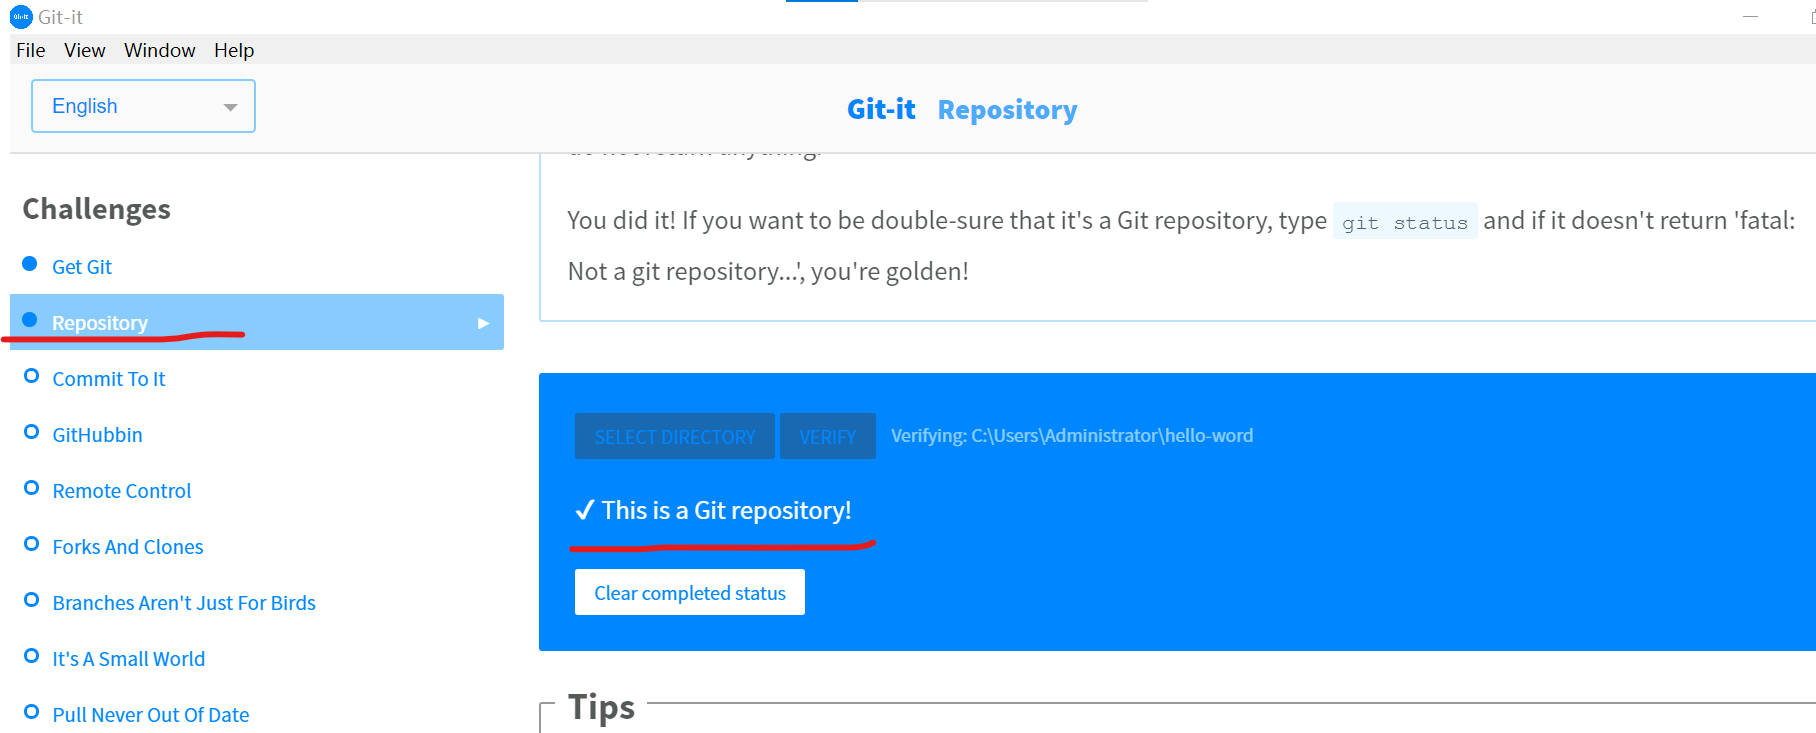 Git-it
File View Window Help
English
Git-it Repository
do not return anything.
Challenges
You did it! If you want to be double-sure that it's a Git repository, type git status and if it doesn't return 'fatal:
Not a git repository...', you're golden!
Get Git
Repository
Commit To It
GitHubbin
Remote Control
Forks And Clones
Branches Aren't Just For Birds
It's A Small World
Pull Never Out Of Date
SELECT DIRECTORY VERIFY Verifying: C:\Users\Administrator\hello-word
✓ This is a Git repository!
Clear completed status
Tips